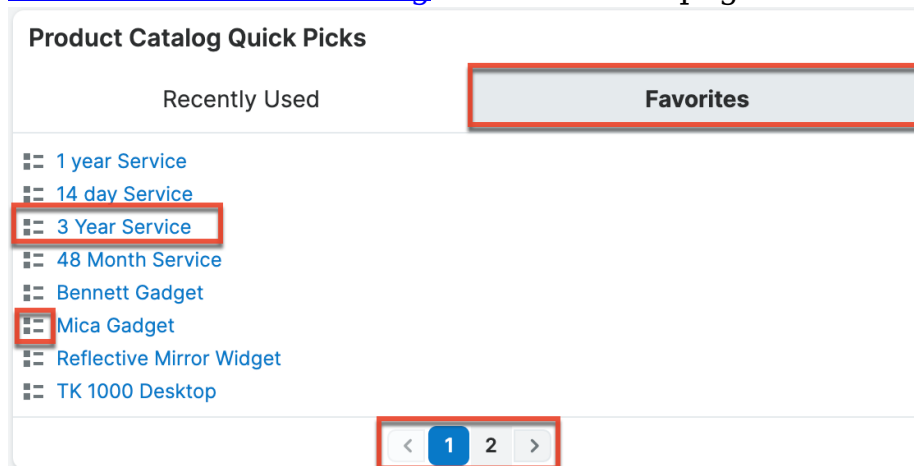 Product Catalog Quick Picks
Recently Used Favorites
1 year Service
14 day Service
3 Year Service
48 Month Service
Bennett Gadget
Mica Gadget
Reflective Mirror Widget
TK 1000 Desktop
< 1 2 >